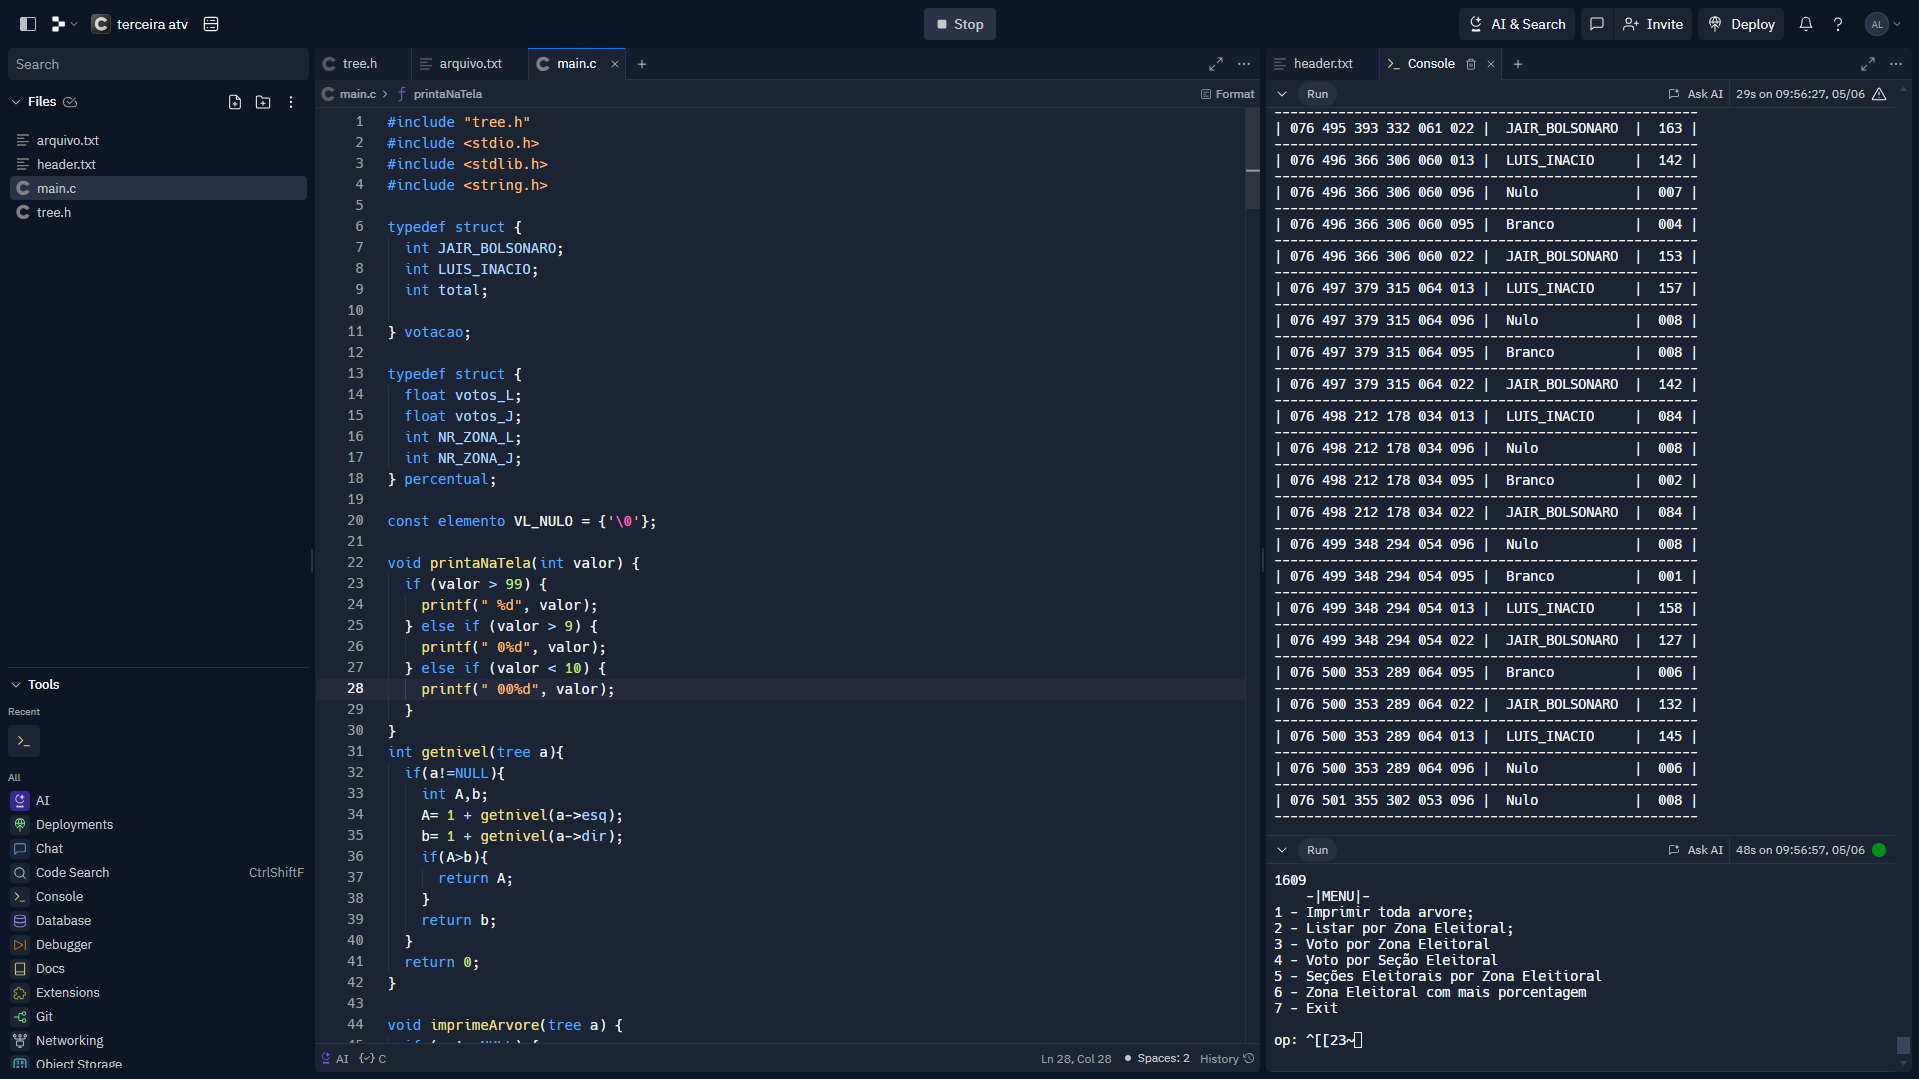 terceira atv
Stop
AI & Search
Invite
Deploy
?
AL
Search
Files
arquivo.txt
header.txt
main.c
tree.h
Tools
Recent
>_
All
AI
Deployments
Chat
Code Search CtrlShiftF
Console
Database
Debugger
Docs
Extensions
Git
Networking
Object Storage
tree.h
arquivo.txt
main.c
main.c > printaNaTela
Format
1 #include "tree.h"
2 #include <stdio.h>
3 #include <stdlib.h>
4 #include <string.h>
5
6 typedef struct {
7 int JAIR_BOLSONARO;
8 int LUIS_INACIO;
9 int total;
10
11 } votacao;
12
13 typedef struct {
14 float votos_L;
15 float votos_J;
16 int NR_ZONA_L;
17 int NR_ZONA_J;
18 } percentual;
19
20 const elemento VL_NULO = {'\0'};
21
22 void printaNaTela(int valor) {
23 if (valor > 99) {
24 printf(" %d", valor);
25 } else if (valor > 9) {
26 printf(" 0%d", valor);
27 } else if (valor < 10) {
28 printf(" 00%d", valor);
29 }
30 }
31 int getnivel(tree a){
32 if(a!=NULL){
33 int A,b;
34 A= 1 + getnivel(a->esq);
35 b= 1 + getnivel(a->dir);
36 if(A>b){
37 return A;
38 }
39 return b;
40 }
41 return 0;
42 }
43
44 void imprimeArvore(tree a) {
AI C
Ln 28, Col 28 Spaces: 2 History
header.txt
Console
Run
Ask AI 29s on 09:56:27, 05/06
| 076 495 393 332 061 022 | JAIR_BOLSONARO | 163 |
| 076 496 366 306 060 013 | LUIS_INACIO | 142 |
| 076 496 366 306 060 096 | Nulo | 007 |
| 076 496 366 306 060 095 | Branco | 004 |
| 076 496 366 306 060 022 | JAIR_BOLSONARO | 153 |
| 076 497 379 315 064 013 | LUIS_INACIO | 157 |
| 076 497 379 315 064 096 | Nulo | 008 |
| 076 497 379 315 064 095 | Branco | 008 |
| 076 497 379 315 064 022 | JAIR_BOLSONARO | 142 |
| 076 498 212 178 034 013 | LUIS_INACIO | 084 |
| 076 498 212 178 034 096 | Nulo | 008 |
| 076 498 212 178 034 095 | Branco | 002 |
| 076 498 212 178 034 022 | JAIR_BOLSONARO | 084 |
| 076 499 348 294 054 096 | Nulo | 008 |
| 076 499 348 294 054 095 | Branco | 001 |
| 076 499 348 294 054 013 | LUIS_INACIO | 158 |
| 076 499 348 294 054 022 | JAIR_BOLSONARO | 127 |
| 076 500 353 289 064 095 | Branco | 006 |
| 076 500 353 289 064 022 | JAIR_BOLSONARO | 132 |
| 076 500 353 289 064 013 | LUIS_INACIO | 145 |
| 076 500 353 289 064 096 | Nulo | 006 |
| 076 501 355 302 053 096 | Nulo | 008 |
Run
Ask AI 48s on 09:56:57, 05/06
1609
-|MENU|-
1 - Imprimir toda arvore;
2 - Listar por Zona Eleitoral;
3 - Voto por Zona Eleitoral
4 - Voto por Seção Eleitoral
5 - Seções Eleitorais por Zona Eleitioral
6 - Zona Eleitoral com mais porcentagem
7 - Exit
op: ^[[23~